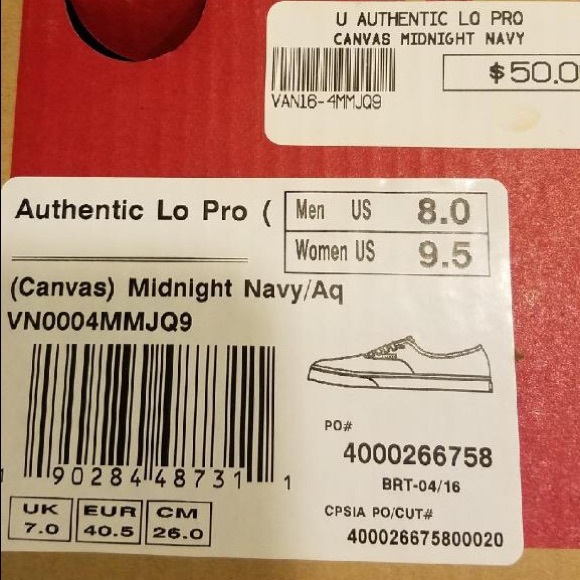 U AUTHENTIC LO PRO
CANVAS MIDNIGHT NAVY
$50.0
VAN16-4MMJQ9
Authentic Lo Pro (
Men US 8.0
Women US 9.5
(Canvas) Midnight Navy/Aq
VN0004MMJQ9
PO#
4000266758
BRT-04/16
CPSIA PO/CUT#
400026675800020
1 90284 48731 1
UK 7.0
EUR 40.5
CM 26.0